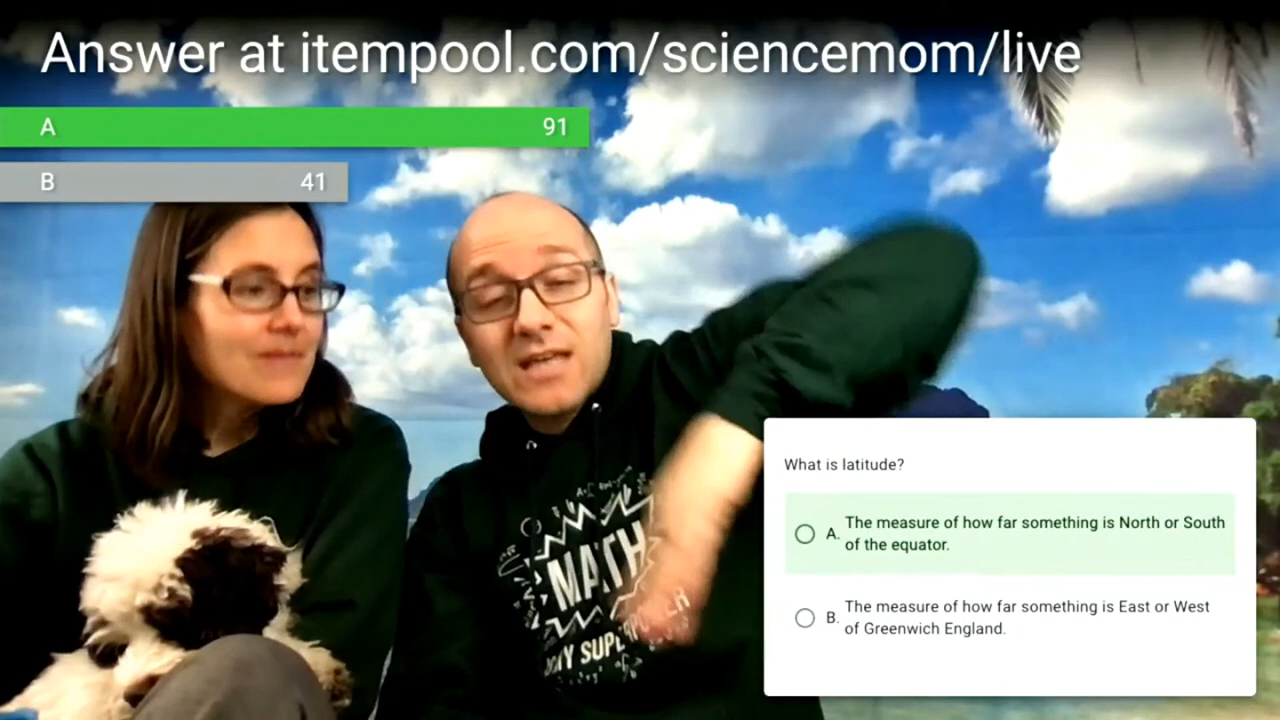 Answer at itempool.com/sciencemom/live
A 91
B 41
What is latitude?
A. The measure of how far something is North or South
of the equator.
B. The measure of how far something is East or West
of Greenwich England.
MATH
MY SUPE